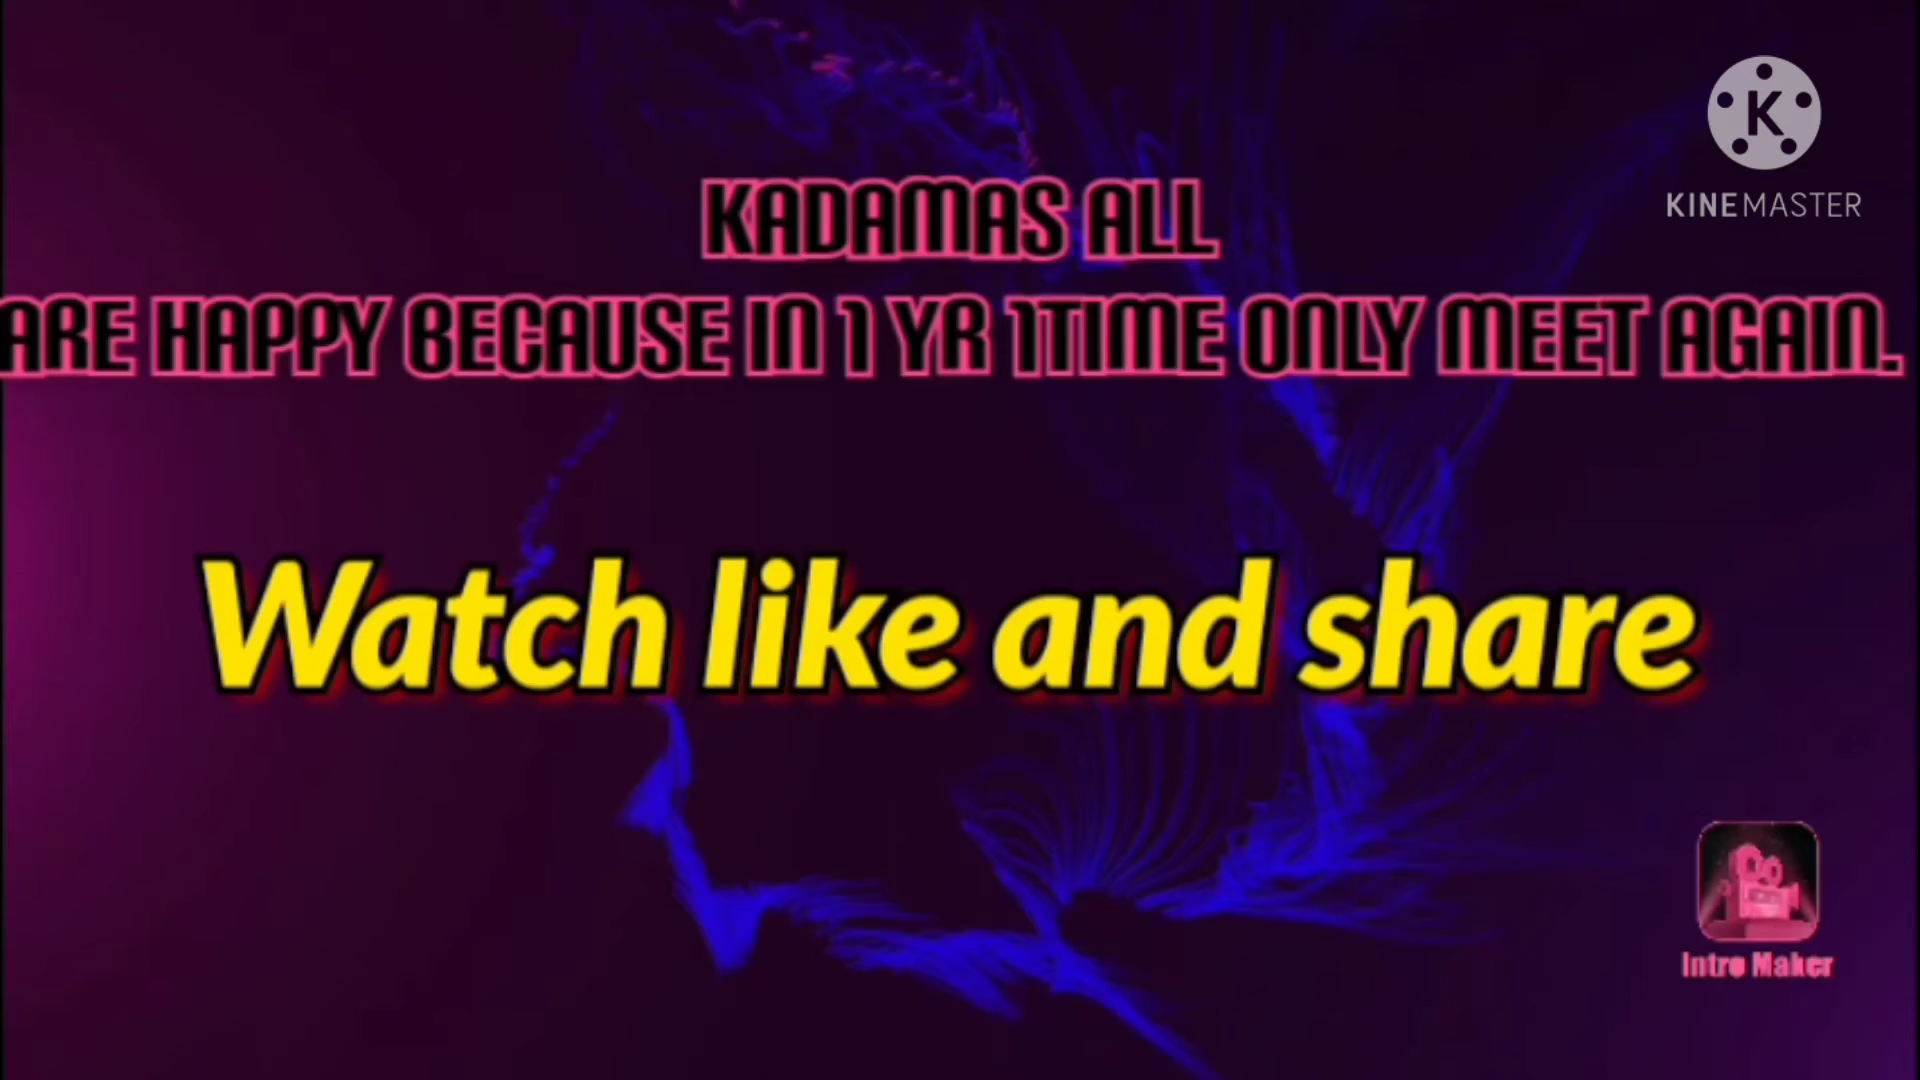 K
KINEMASTER
KADAMAS ALL
ARE HAPPY BECAUSE IN 1 YR 1TIME ONLY MEET AGAIN.
Watch like and share
Intro Maker